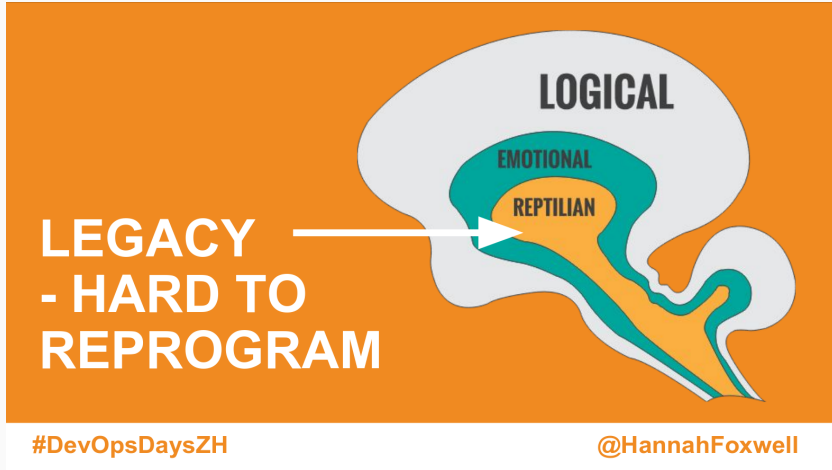 LOGICAL
EMOTIONAL
REPTILIAN
LEGACY
- HARD TO
REPROGRAM
#DevOpsDaysZH
@HannahFoxwell